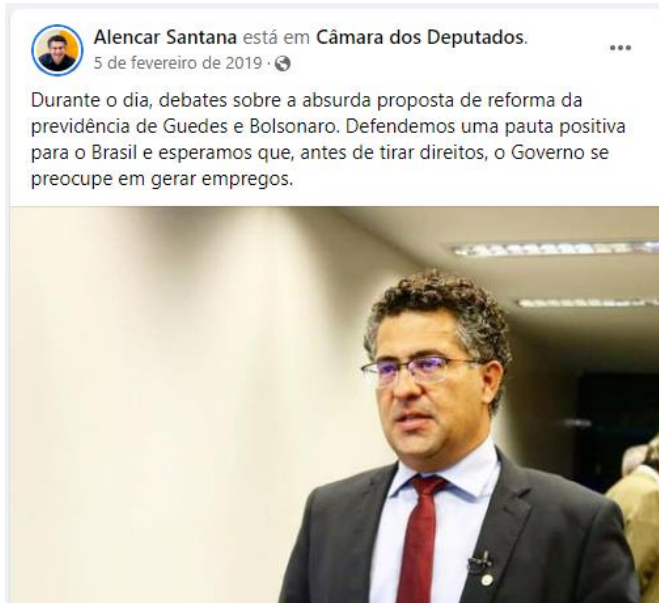 Alencar Santana está em Câmara dos Deputados.
5 de fevereiro de 2019 ·
Durante o dia, debates sobre a absurda proposta de reforma da
previdência de Guedes e Bolsonaro. Defendemos uma pauta positiva
para o Brasil e esperamos que, antes de tirar direitos, o Governo se
preocupe em gerar empregos.